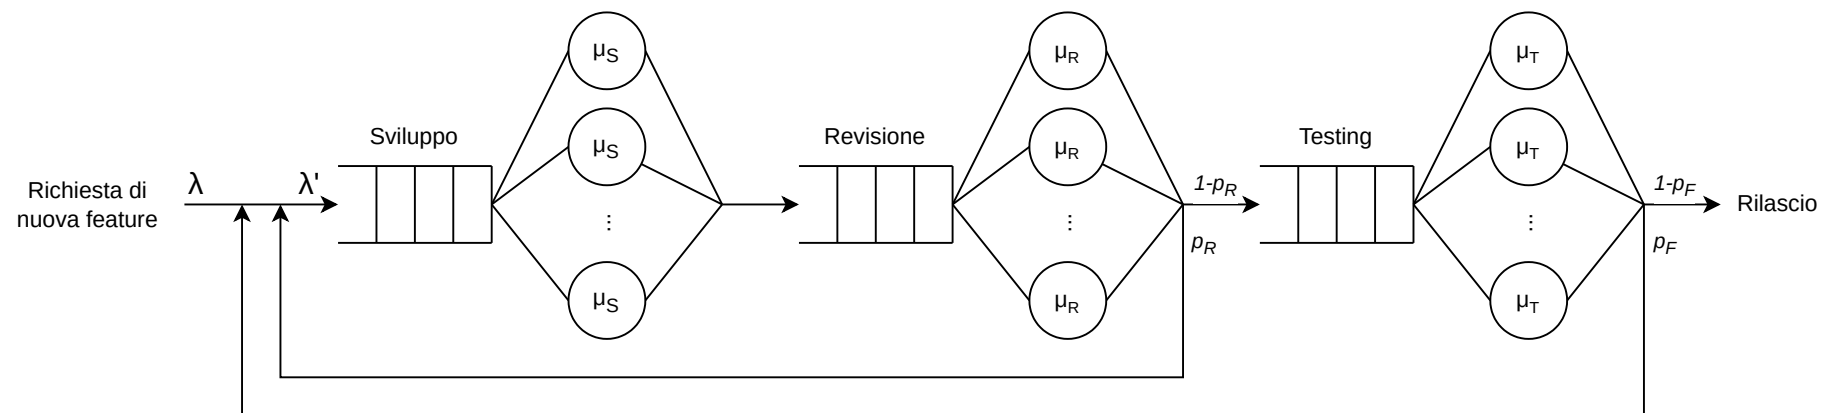 Richiesta di
nuova feature
λ
λ'
Sviluppo
μS
μS
...
μS
Revisione
μR
μR
...
μR
1-pR
pR
Testing
μT
μT
...
μT
1-pF
pF
Rilascio